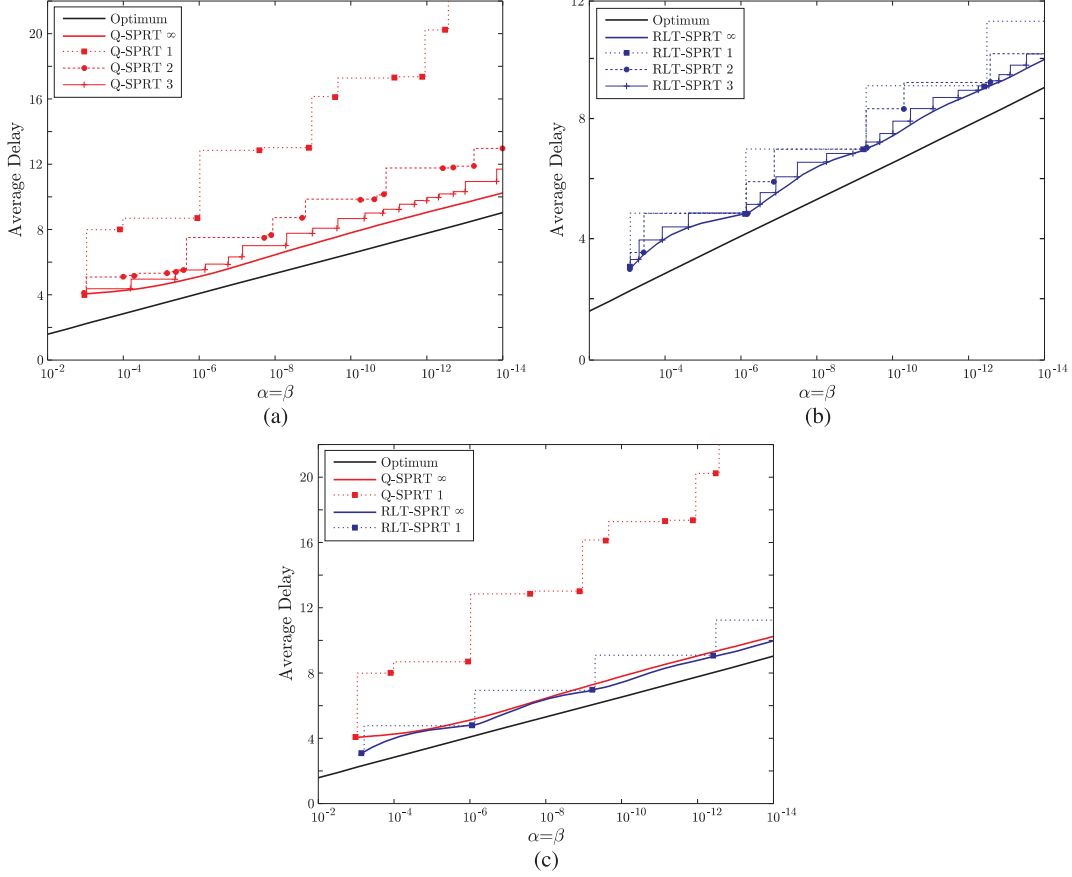 Optimum
Q-SPRT ∞
Q-SPRT 1
Q-SPRT 2
Q-SPRT 3
20
16
12
8
4
0
Average Delay
10^-2
10^-4
10^-6
10^-8
10^-10
10^-12
10^-14
α=β
(a)
Optimum
RLT-SPRT ∞
RLT-SPRT 1
RLT-SPRT 2
RLT-SPRT 3
12
8
4
0
Average Delay
10^-4
10^-6
10^-8
10^-10
10^-12
10^-14
α=β
(b)
Optimum
Q-SPRT ∞
Q-SPRT 1
RLT-SPRT ∞
RLT-SPRT 1
20
16
12
8
4
0
Average Delay
10^-2
10^-4
10^-6
10^-8
10^-10
10^-12
10^-14
α=β
(c)